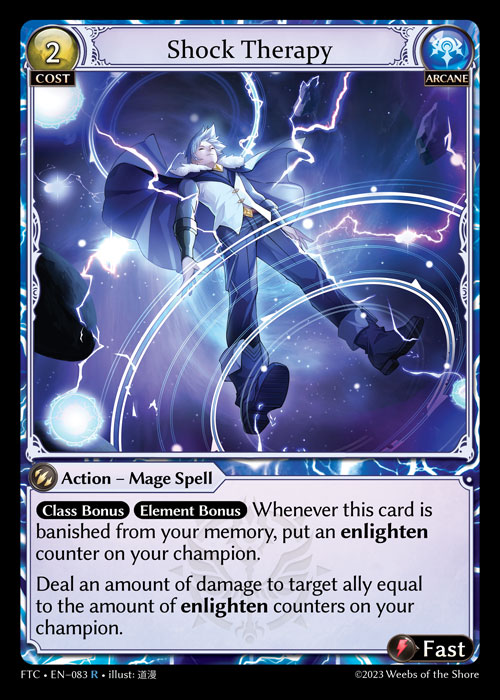 2
Shock Therapy
COST
ARCANE
Action – Mage Spell
Class Bonus Element Bonus Whenever this card is
banished from your memory, put an enlighten
counter on your champion.
Deal an amount of damage to target ally equal
to the amount of enlighten counters on your
champion.
Fast
FTC • EN–083 R • illust: 道漫
©2023 Weebs of the Shore